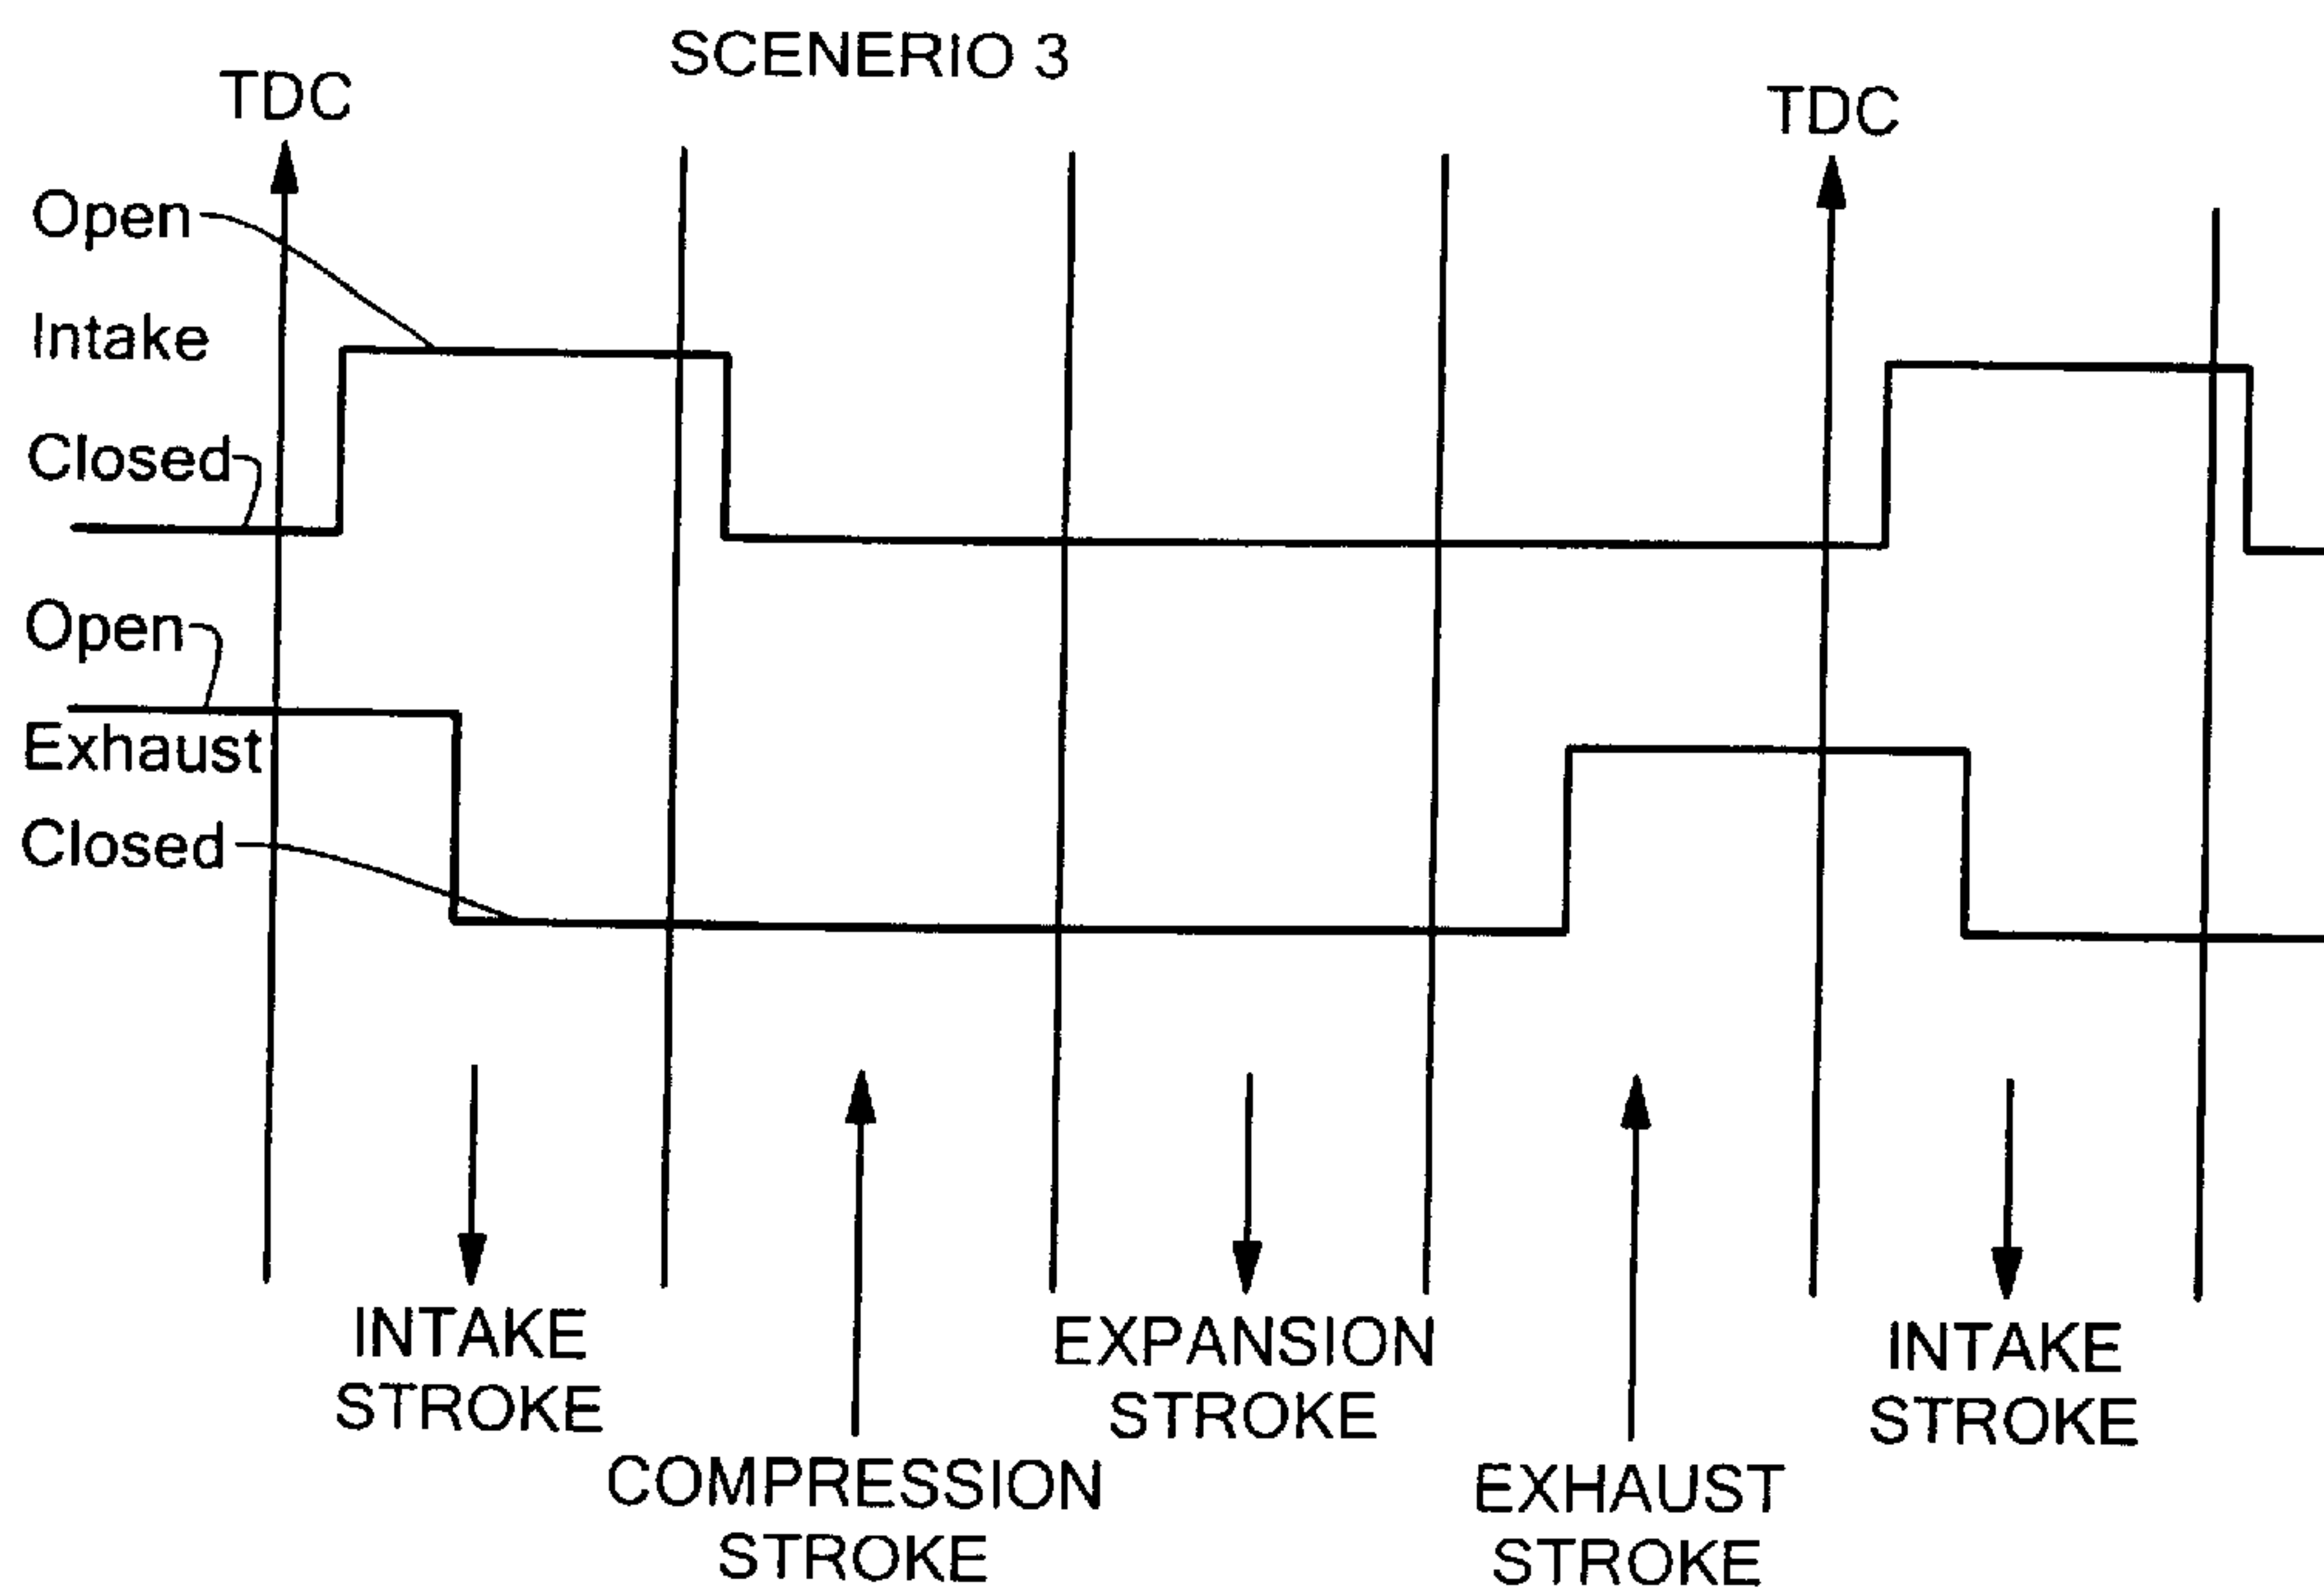 SCENERIO 3
TDC
TDC
Open
Intake
Closed
Open
Exhaust
Closed
INTAKE
STROKE
COMPRESSION
STROKE
EXPANSION
STROKE
EXHAUST
STROKE
INTAKE
STROKE